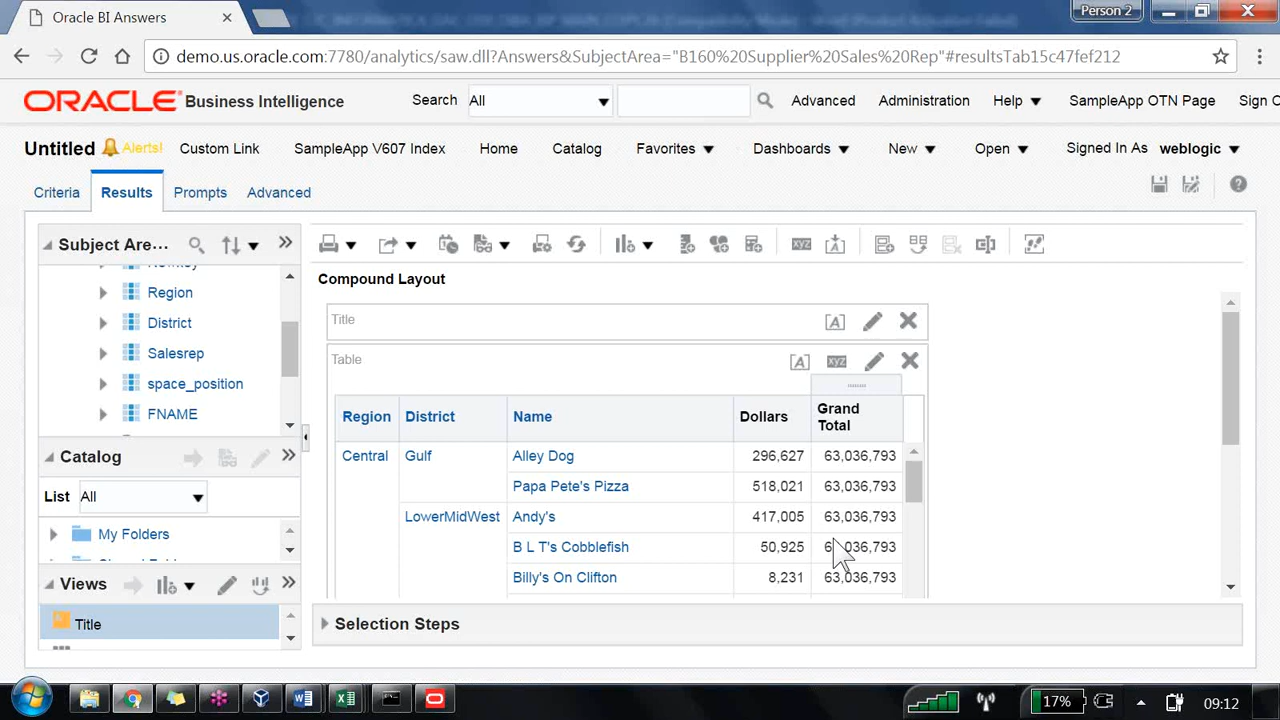 Oracle BI Answers
Person 2
demo.us.oracle.com:7780/analytics/saw.dll?Answers&SubjectArea="B160%20Supplier%20Sales%20Rep"#resultsTab15c47fef212
ORACLE Business Intelligence
Search All Advanced Administration Help SampleApp OTN Page Sign O
Untitled Alerts! Custom Link SampleApp V607 Index Home Catalog Favorites Dashboards New Open Signed In As weblogic
Criteria Results Prompts Advanced
Subject Are...
Region
District
Salesrep
space_position
FNAME
Catalog
List All
My Folders
Views
Title
Compound Layout
Title
Table
Region District Name Dollars Grand Total
Central Gulf Alley Dog 296,627 63,036,793
Papa Pete's Pizza 518,021 63,036,793
LowerMidWest Andy's 417,005 63,036,793
B L T's Cobblefish 50,925 63,036,793
Billy's On Clifton 8,231 63,036,793
Selection Steps
17% 09:12